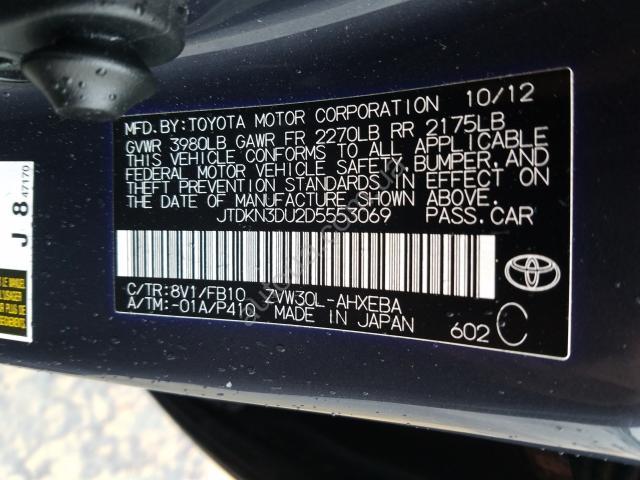 MFD.BY:TOYOTA MOTOR CORPORATION 10/12
GVWR 3980LB GAWR FR 2270LB RR 2175LB
THIS VEHICLE CONFORMS TO ALL APPLICABLE
FEDERAL MOTOR VEHICLE SAFETY, BUMPER, AND
THEFT PREVENTION STANDARDS IN EFFECT ON
THE DATE OF MANUFACTURE SHOWN ABOVE.
JTDKN3DU2D5553069 PASS.CAR
C/TR:8V1/FB10 ZVW30L-AHXEBA
A/TM:-01A/P410 MADE IN JAPAN
602 C
J 8 47170